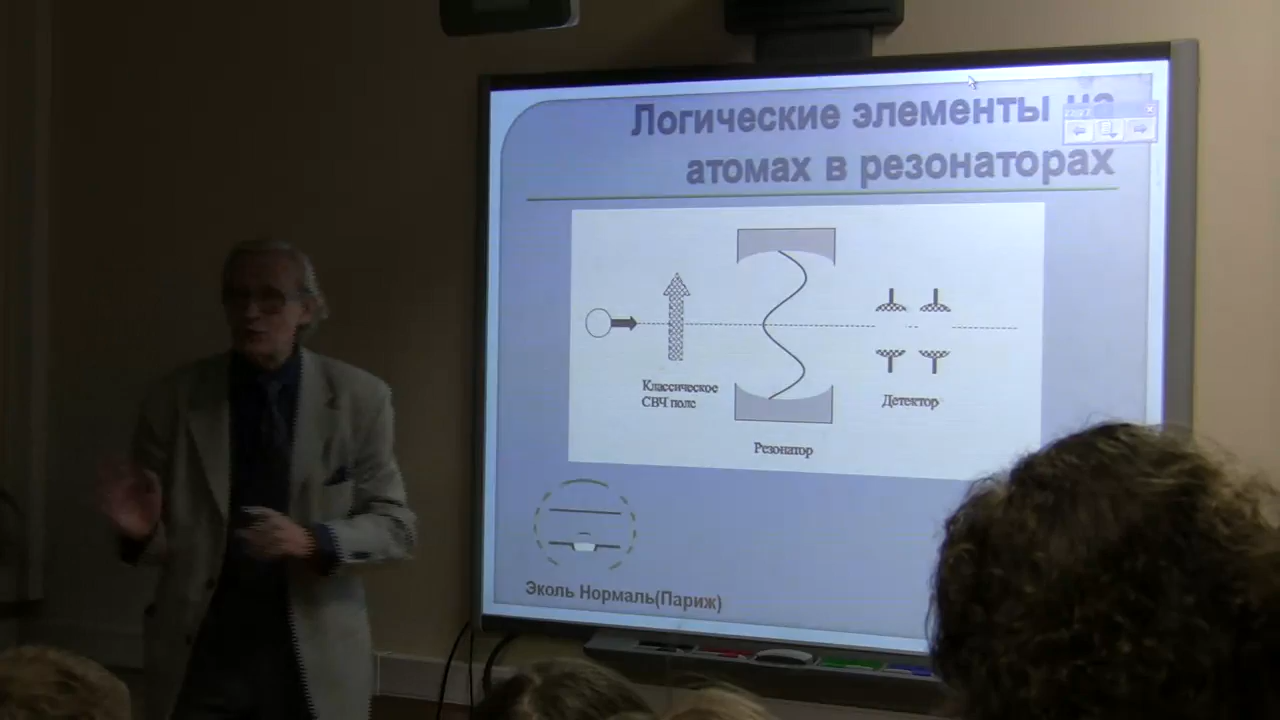 Логические элементы на
атомах в резонаторах
Классическое
СВЧ поле
Резонатор
Детектор
Эколь Нормаль(Париж)